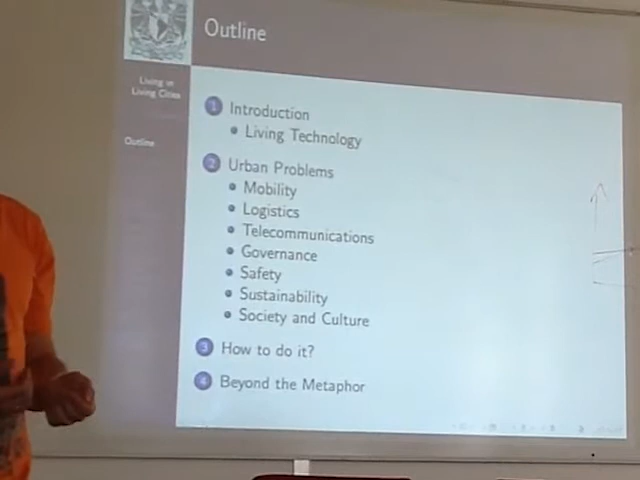 Outline
Living in
Living Cities
Outline
1 Introduction
Living Technology
2 Urban Problems
Mobility
Logistics
Telecommunications
Governance
Safety
Sustainability
Society and Culture
3 How to do it?
4 Beyond the Metaphor